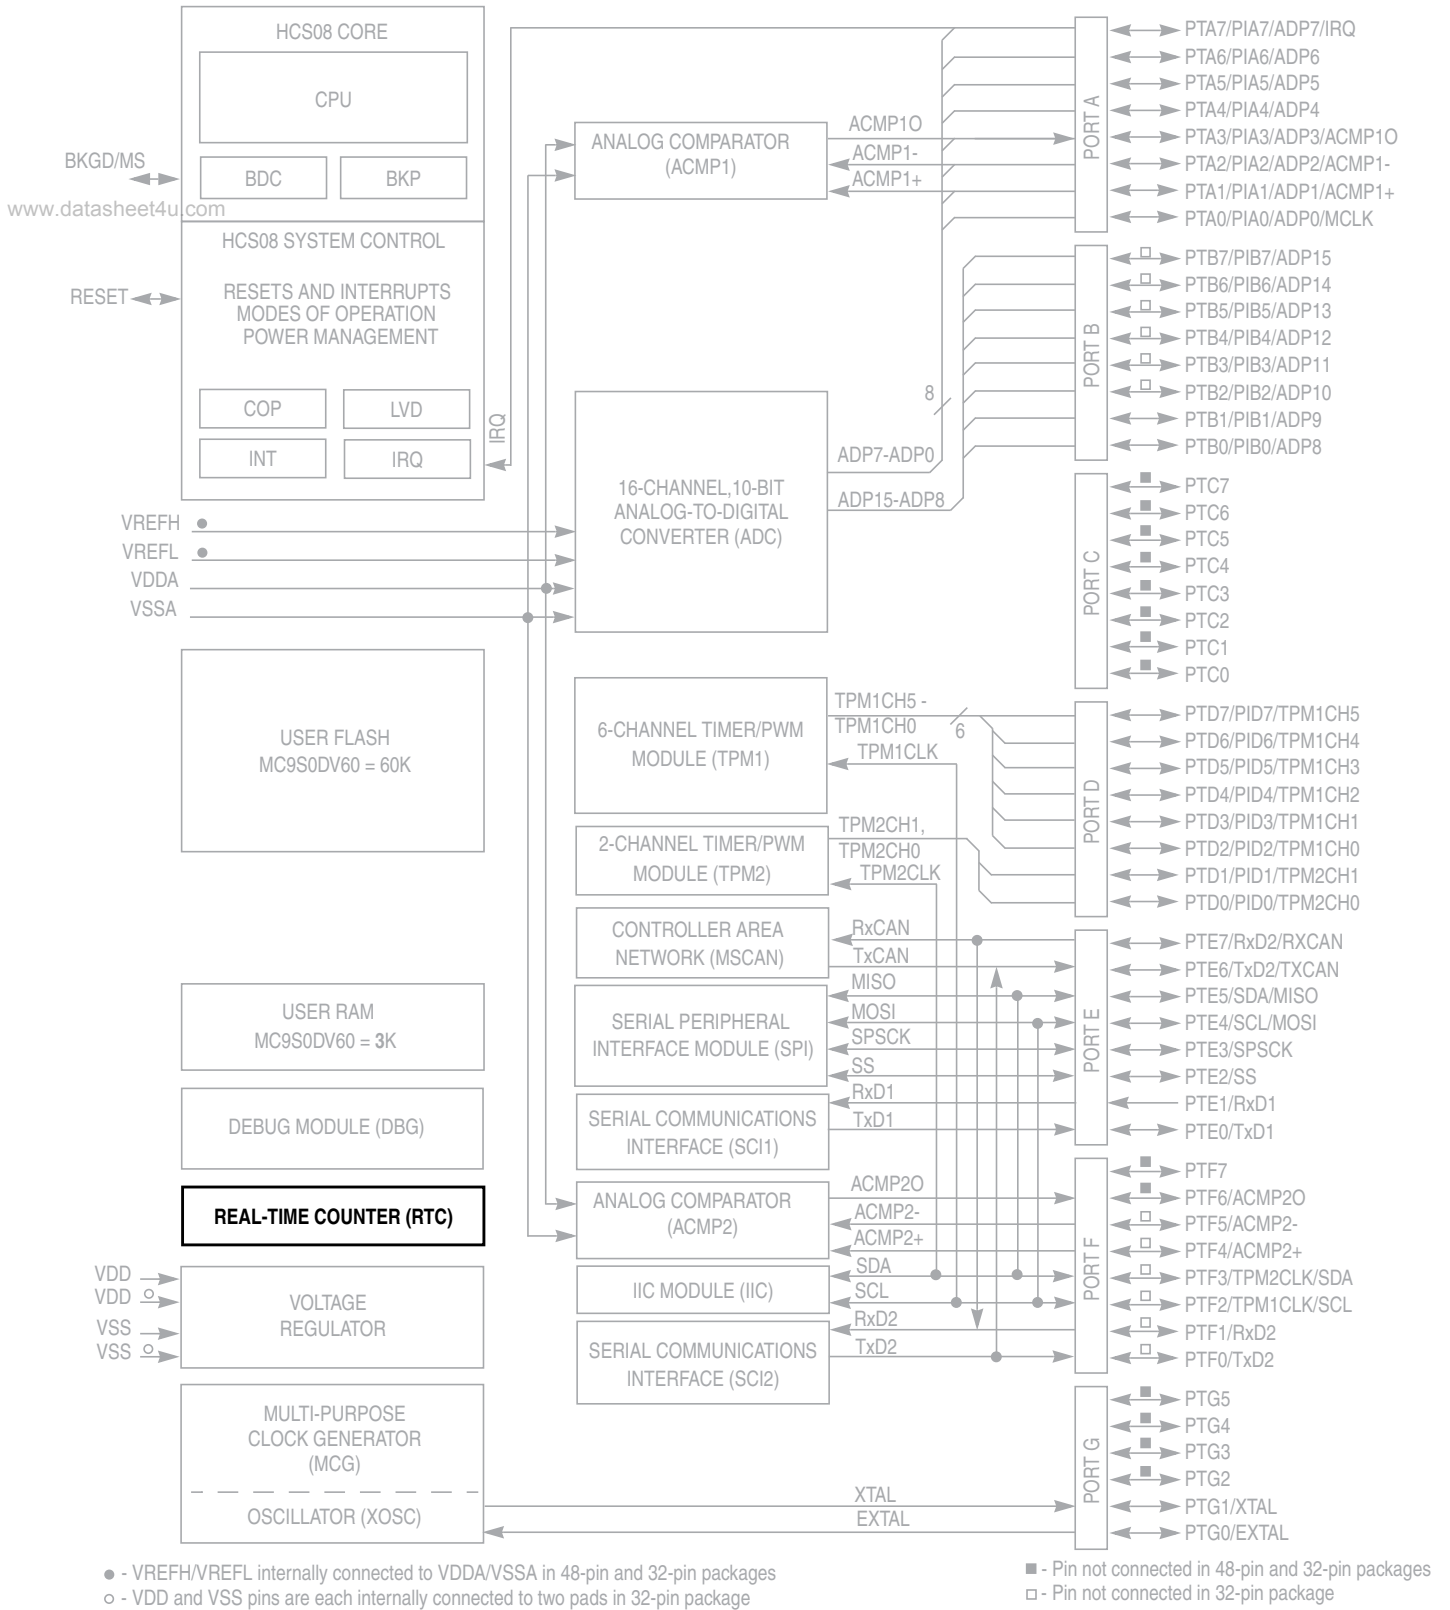 HCS08 CORE
CPU
BDC
BKP
BKGD/MS
www.datasheet4u.com
HCS08 SYSTEM CONTROL
RESETS AND INTERRUPTS
MODES OF OPERATION
POWER MANAGEMENT
RESET
COP
LVD
INT
IRQ
IRQ
VREFH
VREFL
VDDA
VSSA
USER FLASH
MC9S0DV60 = 60K
USER RAM
MC9S0DV60 = 3K
DEBUG MODULE (DBG)
REAL-TIME COUNTER (RTC)
VDD
VDD
VSS
VSS
VOLTAGE
REGULATOR
MULTI-PURPOSE
CLOCK GENERATOR
(MCG)
OSCILLATOR (XOSC)
ANALOG COMPARATOR
(ACMP1)
ACMP1O
ACMP1-
ACMP1+
16-CHANNEL,10-BIT
ANALOG-TO-DIGITAL
CONVERTER (ADC)
8
ADP7-ADP0
ADP15-ADP8
6-CHANNEL TIMER/PWM
MODULE (TPM1)
TPM1CH5 -
TPM1CH0
6
TPM1CLK
2-CHANNEL TIMER/PWM
MODULE (TPM2)
TPM2CH1,
TPM2CH0
TPM2CLK
CONTROLLER AREA
NETWORK (MSCAN)
RxCAN
TxCAN
SERIAL PERIPHERAL
INTERFACE MODULE (SPI)
MISO
MOSI
SPSCK
SS
SERIAL COMMUNICATIONS
INTERFACE (SCI1)
RxD1
TxD1
ANALOG COMPARATOR
(ACMP2)
ACMP2O
ACMP2-
ACMP2+
IIC MODULE (IIC)
SDA
SCL
SERIAL COMMUNICATIONS
INTERFACE (SCI2)
RxD2
TxD2
XTAL
EXTAL
PORT A
PTA7/PIA7/ADP7/IRQ
PTA6/PIA6/ADP6
PTA5/PIA5/ADP5
PTA4/PIA4/ADP4
PTA3/PIA3/ADP3/ACMP1O
PTA2/PIA2/ADP2/ACMP1-
PTA1/PIA1/ADP1/ACMP1+
PTA0/PIA0/ADP0/MCLK
PORT B
PTB7/PIB7/ADP15
PTB6/PIB6/ADP14
PTB5/PIB5/ADP13
PTB4/PIB4/ADP12
PTB3/PIB3/ADP11
PTB2/PIB2/ADP10
PTB1/PIB1/ADP9
PTB0/PIB0/ADP8
PORT C
PTC7
PTC6
PTC5
PTC4
PTC3
PTC2
PTC1
PTC0
PORT D
PTD7/PID7/TPM1CH5
PTD6/PID6/TPM1CH4
PTD5/PID5/TPM1CH3
PTD4/PID4/TPM1CH2
PTD3/PID3/TPM1CH1
PTD2/PID2/TPM1CH0
PTD1/PID1/TPM2CH1
PTD0/PID0/TPM2CH0
PORT E
PTE7/RxD2/RXCAN
PTE6/TxD2/TXCAN
PTE5/SDA/MISO
PTE4/SCL/MOSI
PTE3/SPSCK
PTE2/SS
PTE1/RxD1
PTE0/TxD1
PORT F
PTF7
PTF6/ACMP2O
PTF5/ACMP2-
PTF4/ACMP2+
PTF3/TPM2CLK/SDA
PTF2/TPM1CLK/SCL
PTF1/RxD2
PTF0/TxD2
PORT G
PTG5
PTG4
PTG3
PTG2
PTG1/XTAL
PTG0/EXTAL
● - VREFH/VREFL internally connected to VDDA/VSSA in 48-pin and 32-pin packages
○ - VDD and VSS pins are each internally connected to two pads in 32-pin package
■ - Pin not connected in 48-pin and 32-pin packages
□ - Pin not connected in 32-pin package